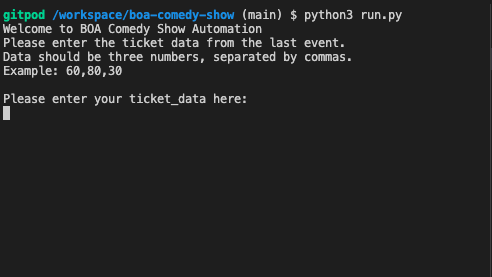 gitpod /workspace/boa-comedy-show (main) $ python3 run.py
Welcome to BOA Comedy Show Automation
Please enter the ticket data from the last event.
Data should be three numbers, separated by commas.
Example: 60,80,30
Please enter your ticket_data here: